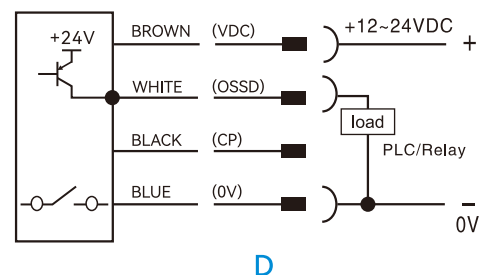 +24V
BROWN (VDC) +12~24VDC +
WHITE (OSSD)
load
BLACK (CP) PLC/Relay
BLUE (0V) −
0V
D